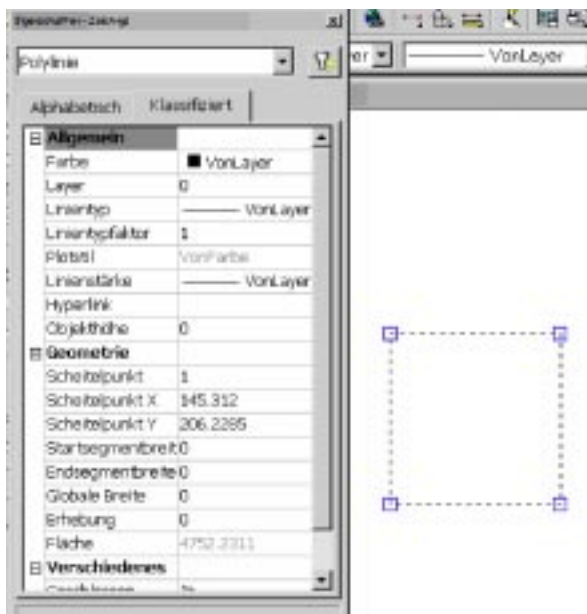 Polylinie
er
VonLayer
Alphabetisch Klassifiziert
Allgemein
Farbe VonLayer
Layer 0
Linientyp VonLayer
Linientypfaktor 1
Plotstil VonFarbe
Linienstärke VonLayer
Hyperlink
Objekthöhe 0
Geometrie
Scheitelpunkt 1
Scheitelpunkt X 145.312
Scheitelpunkt Y 206.2285
Startsegmentbreit 0
Endsegmentbreite 0
Globale Breite 0
Erhebung 0
Fläche 4752.2311
Verschiedenes